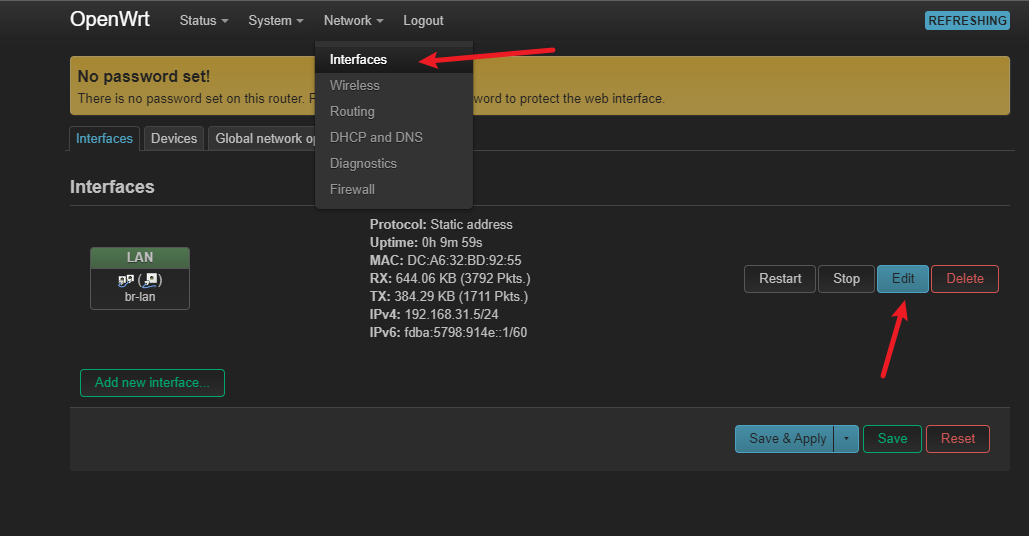 OpenWrt Status System Network Logout REFRESHING
Interfaces
Wireless
Routing
DHCP and DNS
Diagnostics
Firewall
No password set!
There is no password set on this router. word to protect the web interface.
Interfaces Devices Global network
Interfaces
LAN
br-lan
Protocol: Static address
Uptime: 0h 9m 59s
MAC: DC:A6:32:BD:92:55
RX: 644.06 KB (3792 Pkts.)
TX: 384.29 KB (1711 Pkts.)
IPv4: 192.168.31.5/24
IPv6: fdba:5798:914e::1/60
Restart Stop Edit Delete
Add new interface...
Save & Apply Save Reset